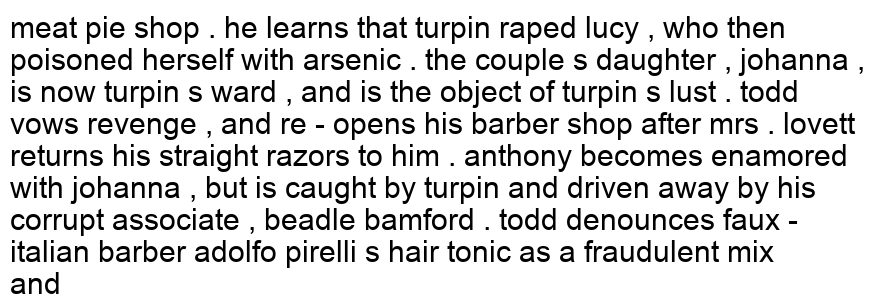 meat pie shop . he learns that turpin raped lucy , who then
poisoned herself with arsenic . the couple s daughter , johanna ,
is now turpin s ward , and is the object of turpin s lust . todd
vows revenge , and re - opens his barber shop after mrs . lovett
returns his straight razors to him . anthony becomes enamored
with johanna , but is caught by turpin and driven away by his
corrupt associate , beadle bamford . todd denounces faux -
italian barber adolfo pirelli s hair tonic as a fraudulent mix
and